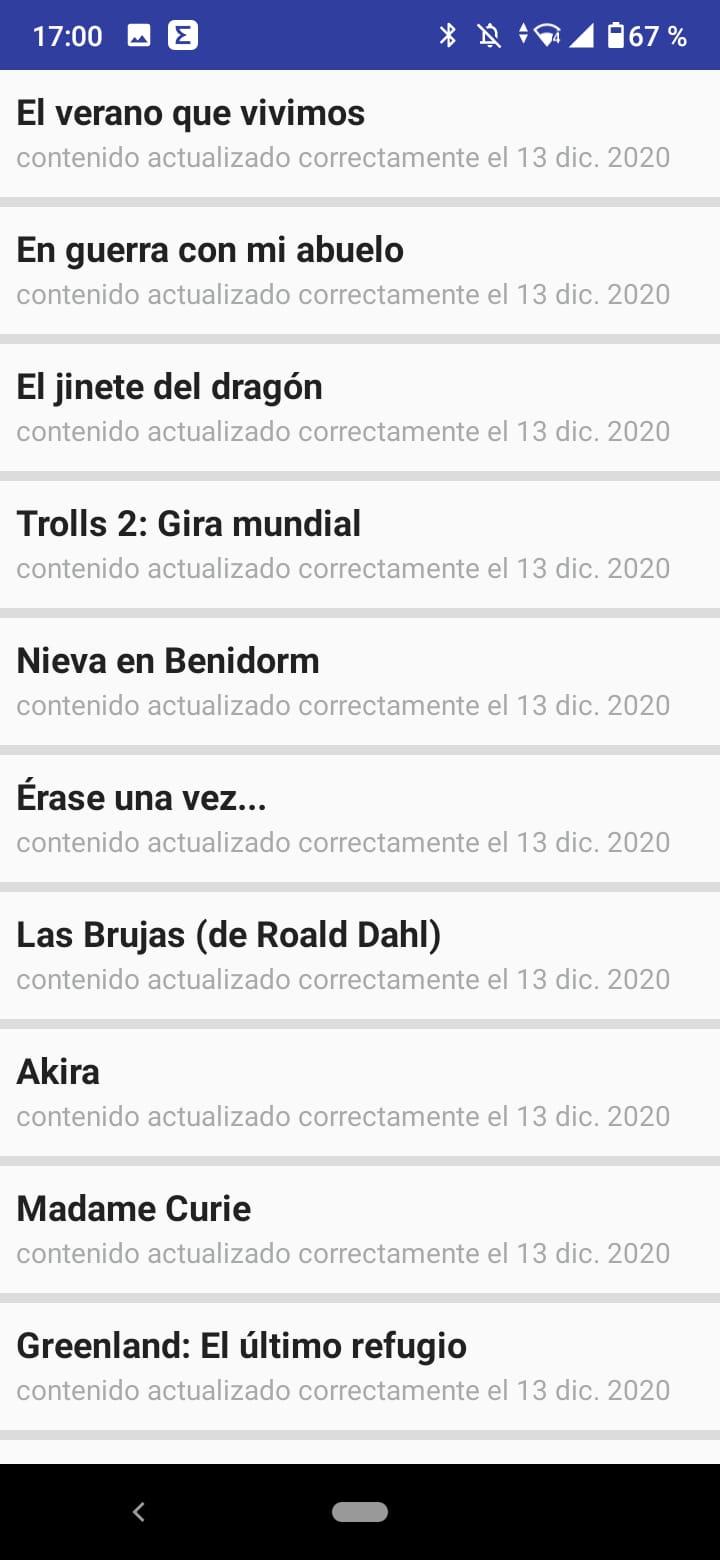 17:00 Σ 4 67 %
El verano que vivimos
contenido actualizado correctamente el 13 dic. 2020
En guerra con mi abuelo
contenido actualizado correctamente el 13 dic. 2020
El jinete del dragón
contenido actualizado correctamente el 13 dic. 2020
Trolls 2: Gira mundial
contenido actualizado correctamente el 13 dic. 2020
Nieva en Benidorm
contenido actualizado correctamente el 13 dic. 2020
Érase una vez...
contenido actualizado correctamente el 13 dic. 2020
Las Brujas (de Roald Dahl)
contenido actualizado correctamente el 13 dic. 2020
Akira
contenido actualizado correctamente el 13 dic. 2020
Madame Curie
contenido actualizado correctamente el 13 dic. 2020
Greenland: El último refugio
contenido actualizado correctamente el 13 dic. 2020